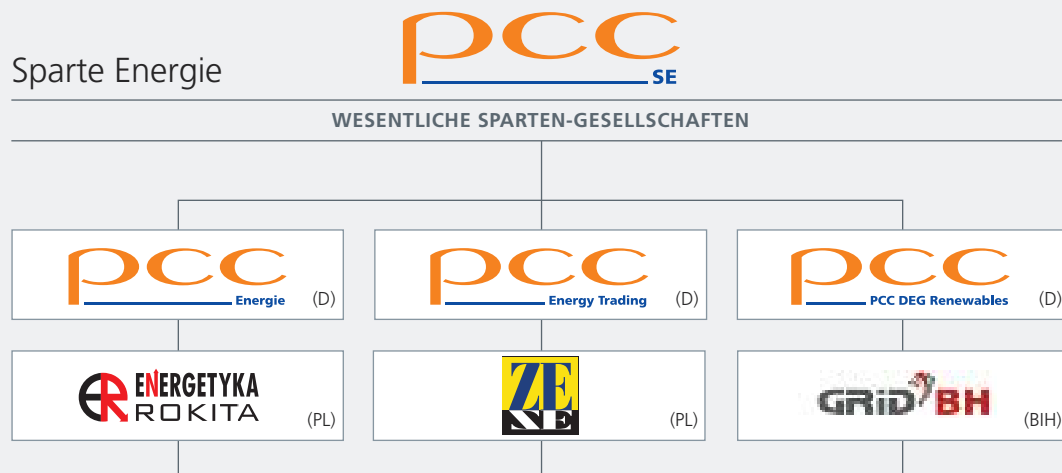 pcc
SE
Sparte Energie
WESENTLICHE SPARTEN-GESELLSCHAFTEN
pcc
Energie (D)
pcc
Energy Trading (D)
pcc
PCC DEG Renewables (D)
ER ENERGETYKA
ROKITA (PL)
ZE
NE (PL)
GRiD BH (BIH)